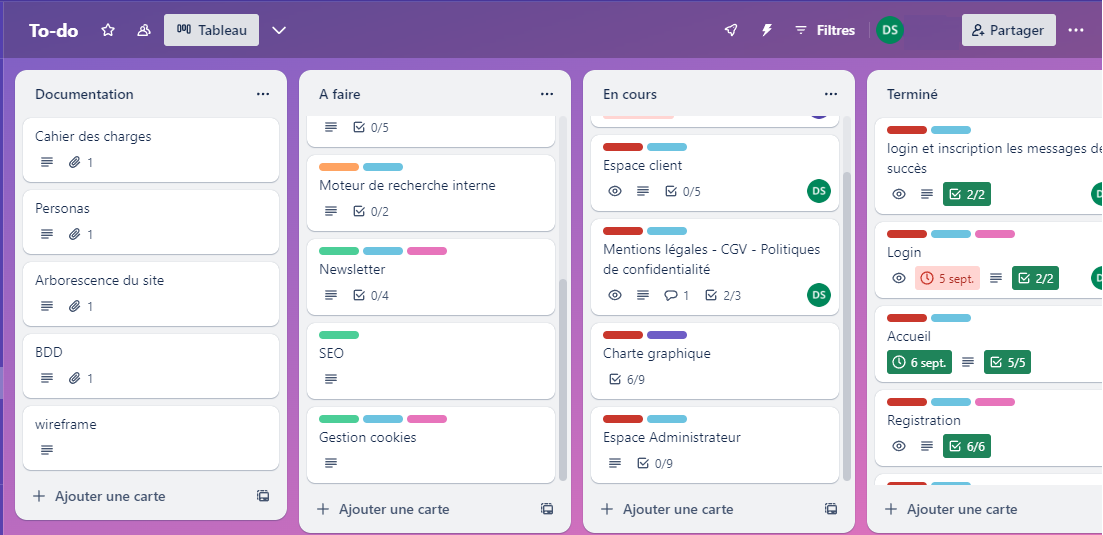 To-do
Tableau
Filtres
DS
Partager
Documentation
Cahier des charges
1
Personas
1
Arborescence du site
1
BDD
1
wireframe
Ajouter une carte
A faire
0/5
Moteur de recherche interne
0/2
Newsletter
0/4
SEO
Gestion cookies
Ajouter une carte
En cours
Espace client
0/5
DS
Mentions légales - CGV - Politiques
de confidentialité
1 2/3
DS
Charte graphique
6/9
Espace Administrateur
0/9
Ajouter une carte
Terminé
login et inscription les messages de
succès
2/2
DS
Login
5 sept. 2/2
DS
Accueil
6 sept. 5/5
Registration
6/6
Ajouter une carte